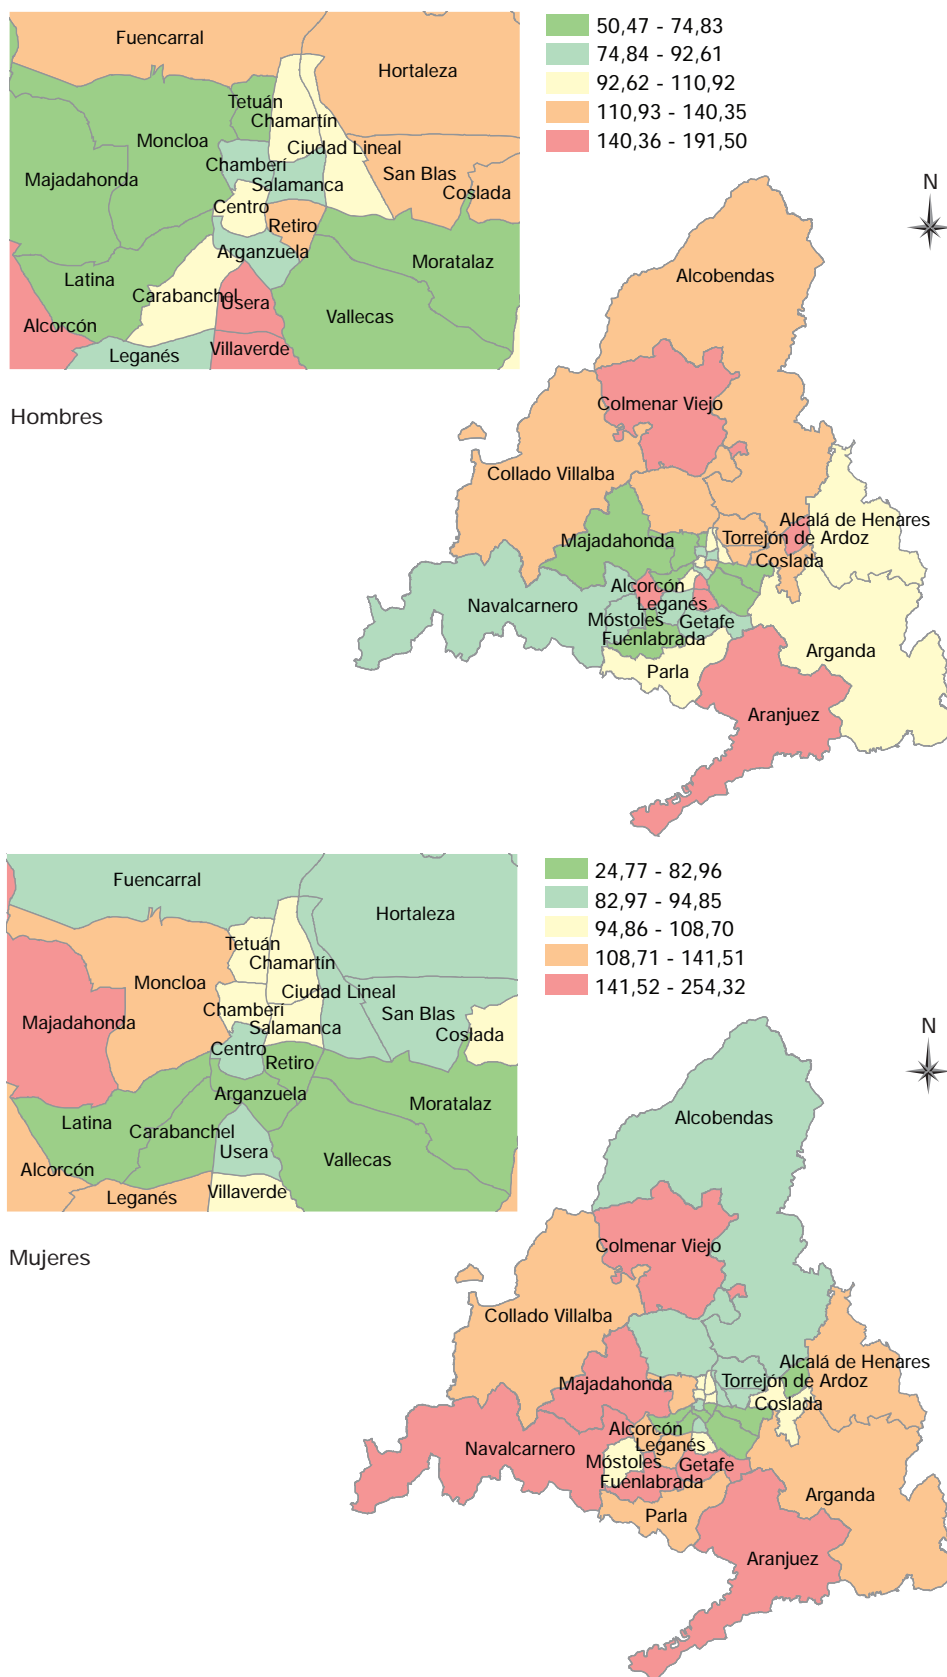 Fuencarral
Hortaleza
Tetuán
Chamartín
Moncloa
Ciudad Lineal
Chamberí
San Blas
Majadahonda
Salamanca
Coslada
Centro
Retiro
Arganzuela
Moratalaz
Latina
Carabanchel
Usera
Vallecas
Alcorcón
Leganés
Villaverde
50,47 - 74,83
74,84 - 92,61
92,62 - 110,92
110,93 - 140,35
140,36 - 191,50
N
Hombres
Alcobendas
Colmenar Viejo
Collado Villalba
Alcalá de Henares
Majadahonda
Torrejón de Ardoz
Coslada
Alcorcón
Navalcarnero
Leganés
Móstoles
Getafe
Fuenlabrada
Arganda
Parla
Aranjuez
Fuencarral
Hortaleza
Tetuán
Chamartín
Moncloa
Ciudad Lineal
Chamberí
San Blas
Majadahonda
Salamanca
Coslada
Centro
Retiro
Arganzuela
Moratalaz
Latina
Carabanchel
Usera
Vallecas
Alcorcón
Leganés
Villaverde
24,77 - 82,96
82,97 - 94,85
94,86 - 108,70
108,71 - 141,51
141,52 - 254,32
N
Mujeres
Alcobendas
Colmenar Viejo
Collado Villalba
Alcalá de Henares
Majadahonda
Torrejón de Ardoz
Coslada
Alcorcón
Navalcarnero
Leganés
Móstoles
Getafe
Fuenlabrada
Arganda
Parla
Aranjuez